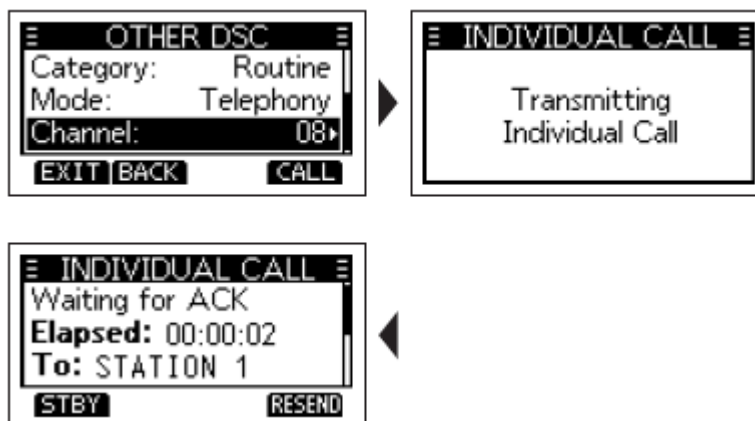 OTHER DSC
Category: Routine
Mode: Telephony
Channel: 08
EXIT BACK CALL
INDIVIDUAL CALL
Transmitting
Individual Call
INDIVIDUAL CALL
Waiting for ACK
Elapsed: 00:00:02
To: STATION 1
STBY RESEND